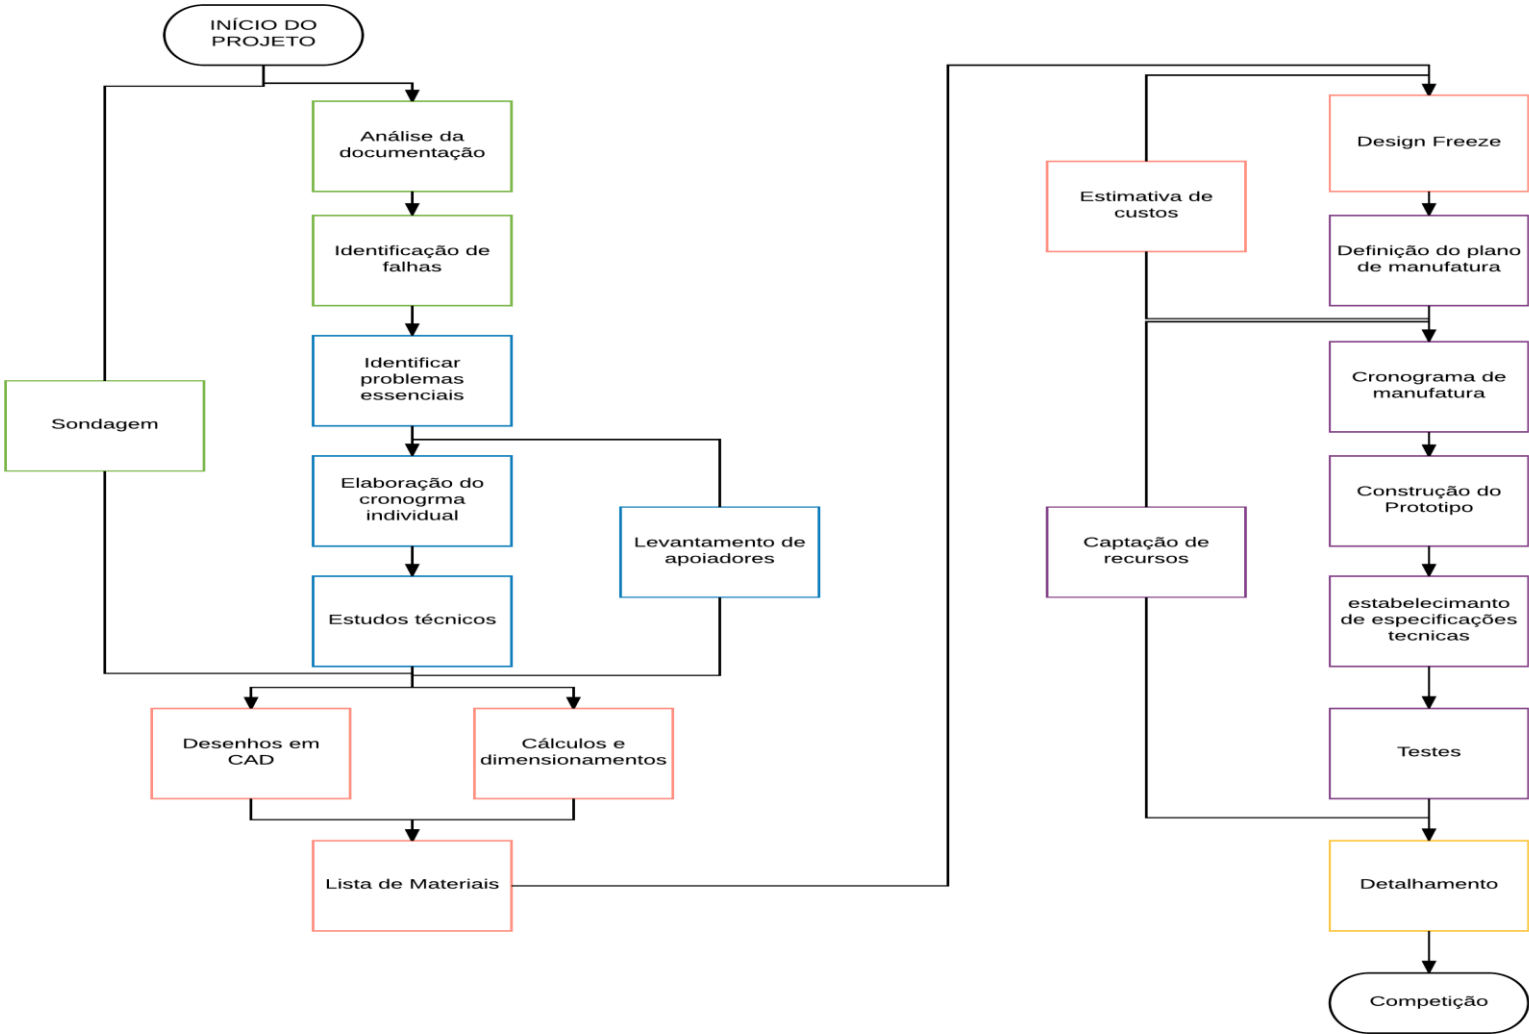 INÍCIO DO
PROJETO
Análise da
documentação
Identificação de
falhas
Identificar
problemas
essenciais
Sondagem
Elaboração do
cronogrma
individual
Levantamento de
apoiadores
Estudos técnicos
Desenhos em
CAD
Cálculos e
dimensionamentos
Lista de Materiais
Design Freeze
Estimativa de
custos
Definição do plano
de manufatura
Cronograma de
manufatura
Construção do
Prototipo
Captação de
recursos
estabelecimanto
de especificações
tecnicas
Testes
Detalhamento
Competição